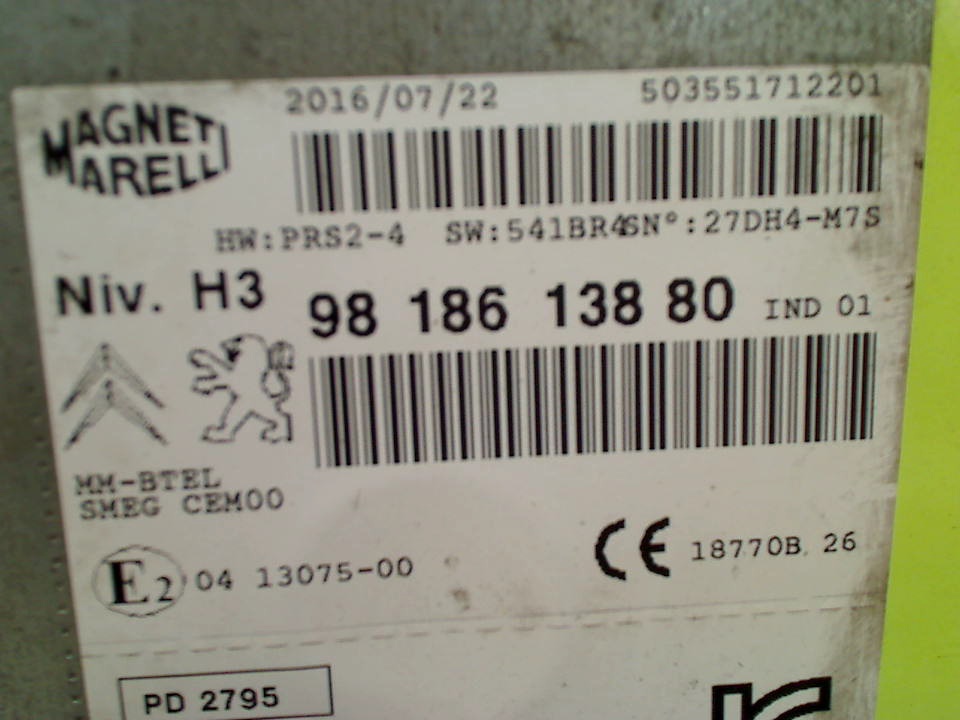 MAGNETI
MARELLI
2016/07/22 503551712201
HW:PRS2-4 SW:541BR4SN°:27DH4-M7S
Niv. H3
98 186 138 80 IND 01
MM-BTEL
SMEG CEM00
E2 04 13075-00
CE 18770B.26
PD 2795